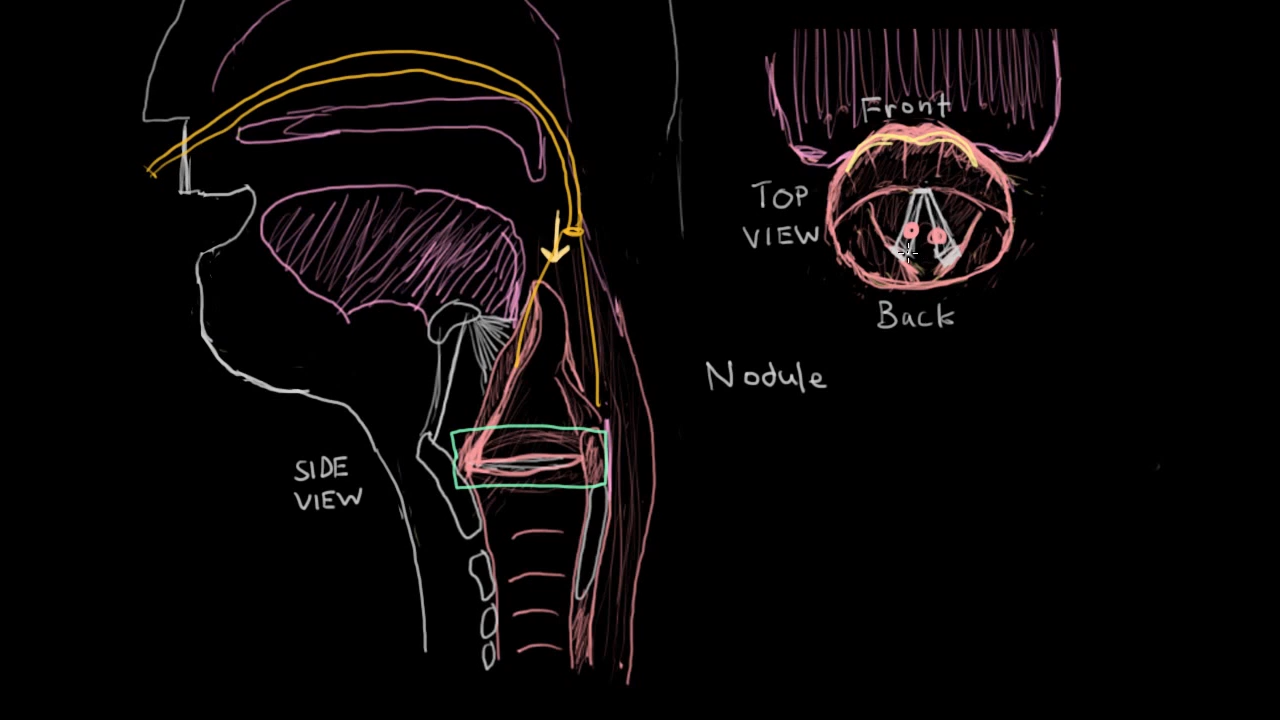 Front
TOP
VIEW
Back
Nodule
SIDE
VIEW